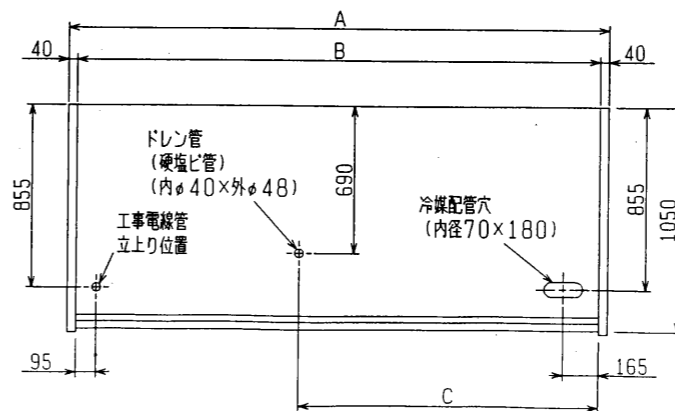 A
40
B
40
ドレン管
(硬塩ビ管)
(内φ40×外φ48)
690
855
工事電線管
立上り位置
冷媒配管穴
(内径70×180)
855
1050
95
165
C